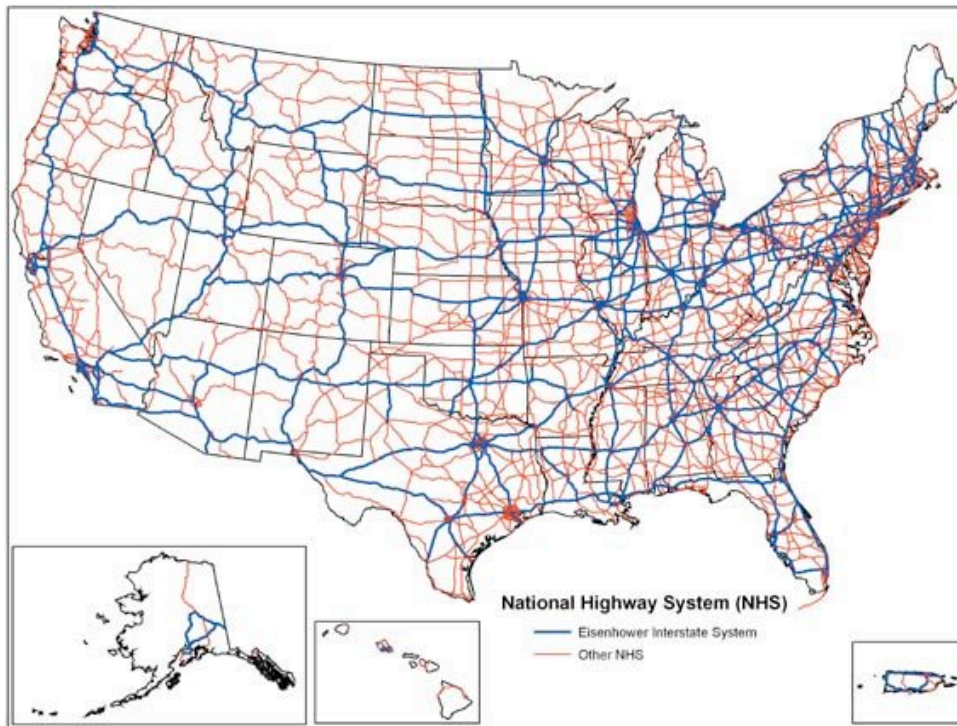 National Highway System (NHS)
Eisenhower Interstate System
Other NHS